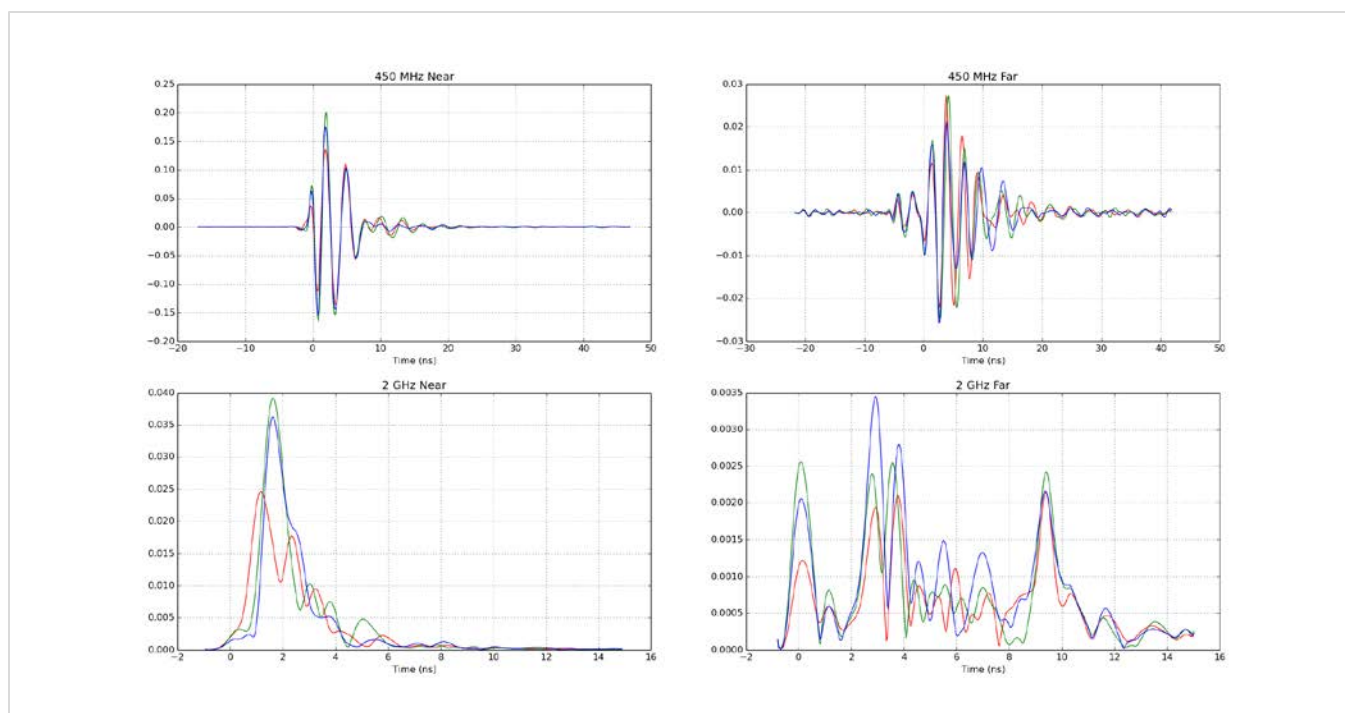 450 MHz Near
0.25
0.20
0.15
0.10
0.05
0.00
−0.05
−0.10
−0.15
−0.20
−20 −10 0 10 20 30 40 50
Time (ns)
450 MHz Far
0.03
0.02
0.01
0.00
−0.01
−0.02
−0.03
−30 −20 −10 0 10 20 30 40 50
Time (ns)
2 GHz Near
0.040
0.035
0.030
0.025
0.020
0.015
0.010
0.005
0.000
−2 0 2 4 6 8 10 12 14 16
Time (ns)
2 GHz Far
0.0035
0.0030
0.0025
0.0020
0.0015
0.0010
0.0005
0.0000
−2 0 2 4 6 8 10 12 14 16
Time (ns)